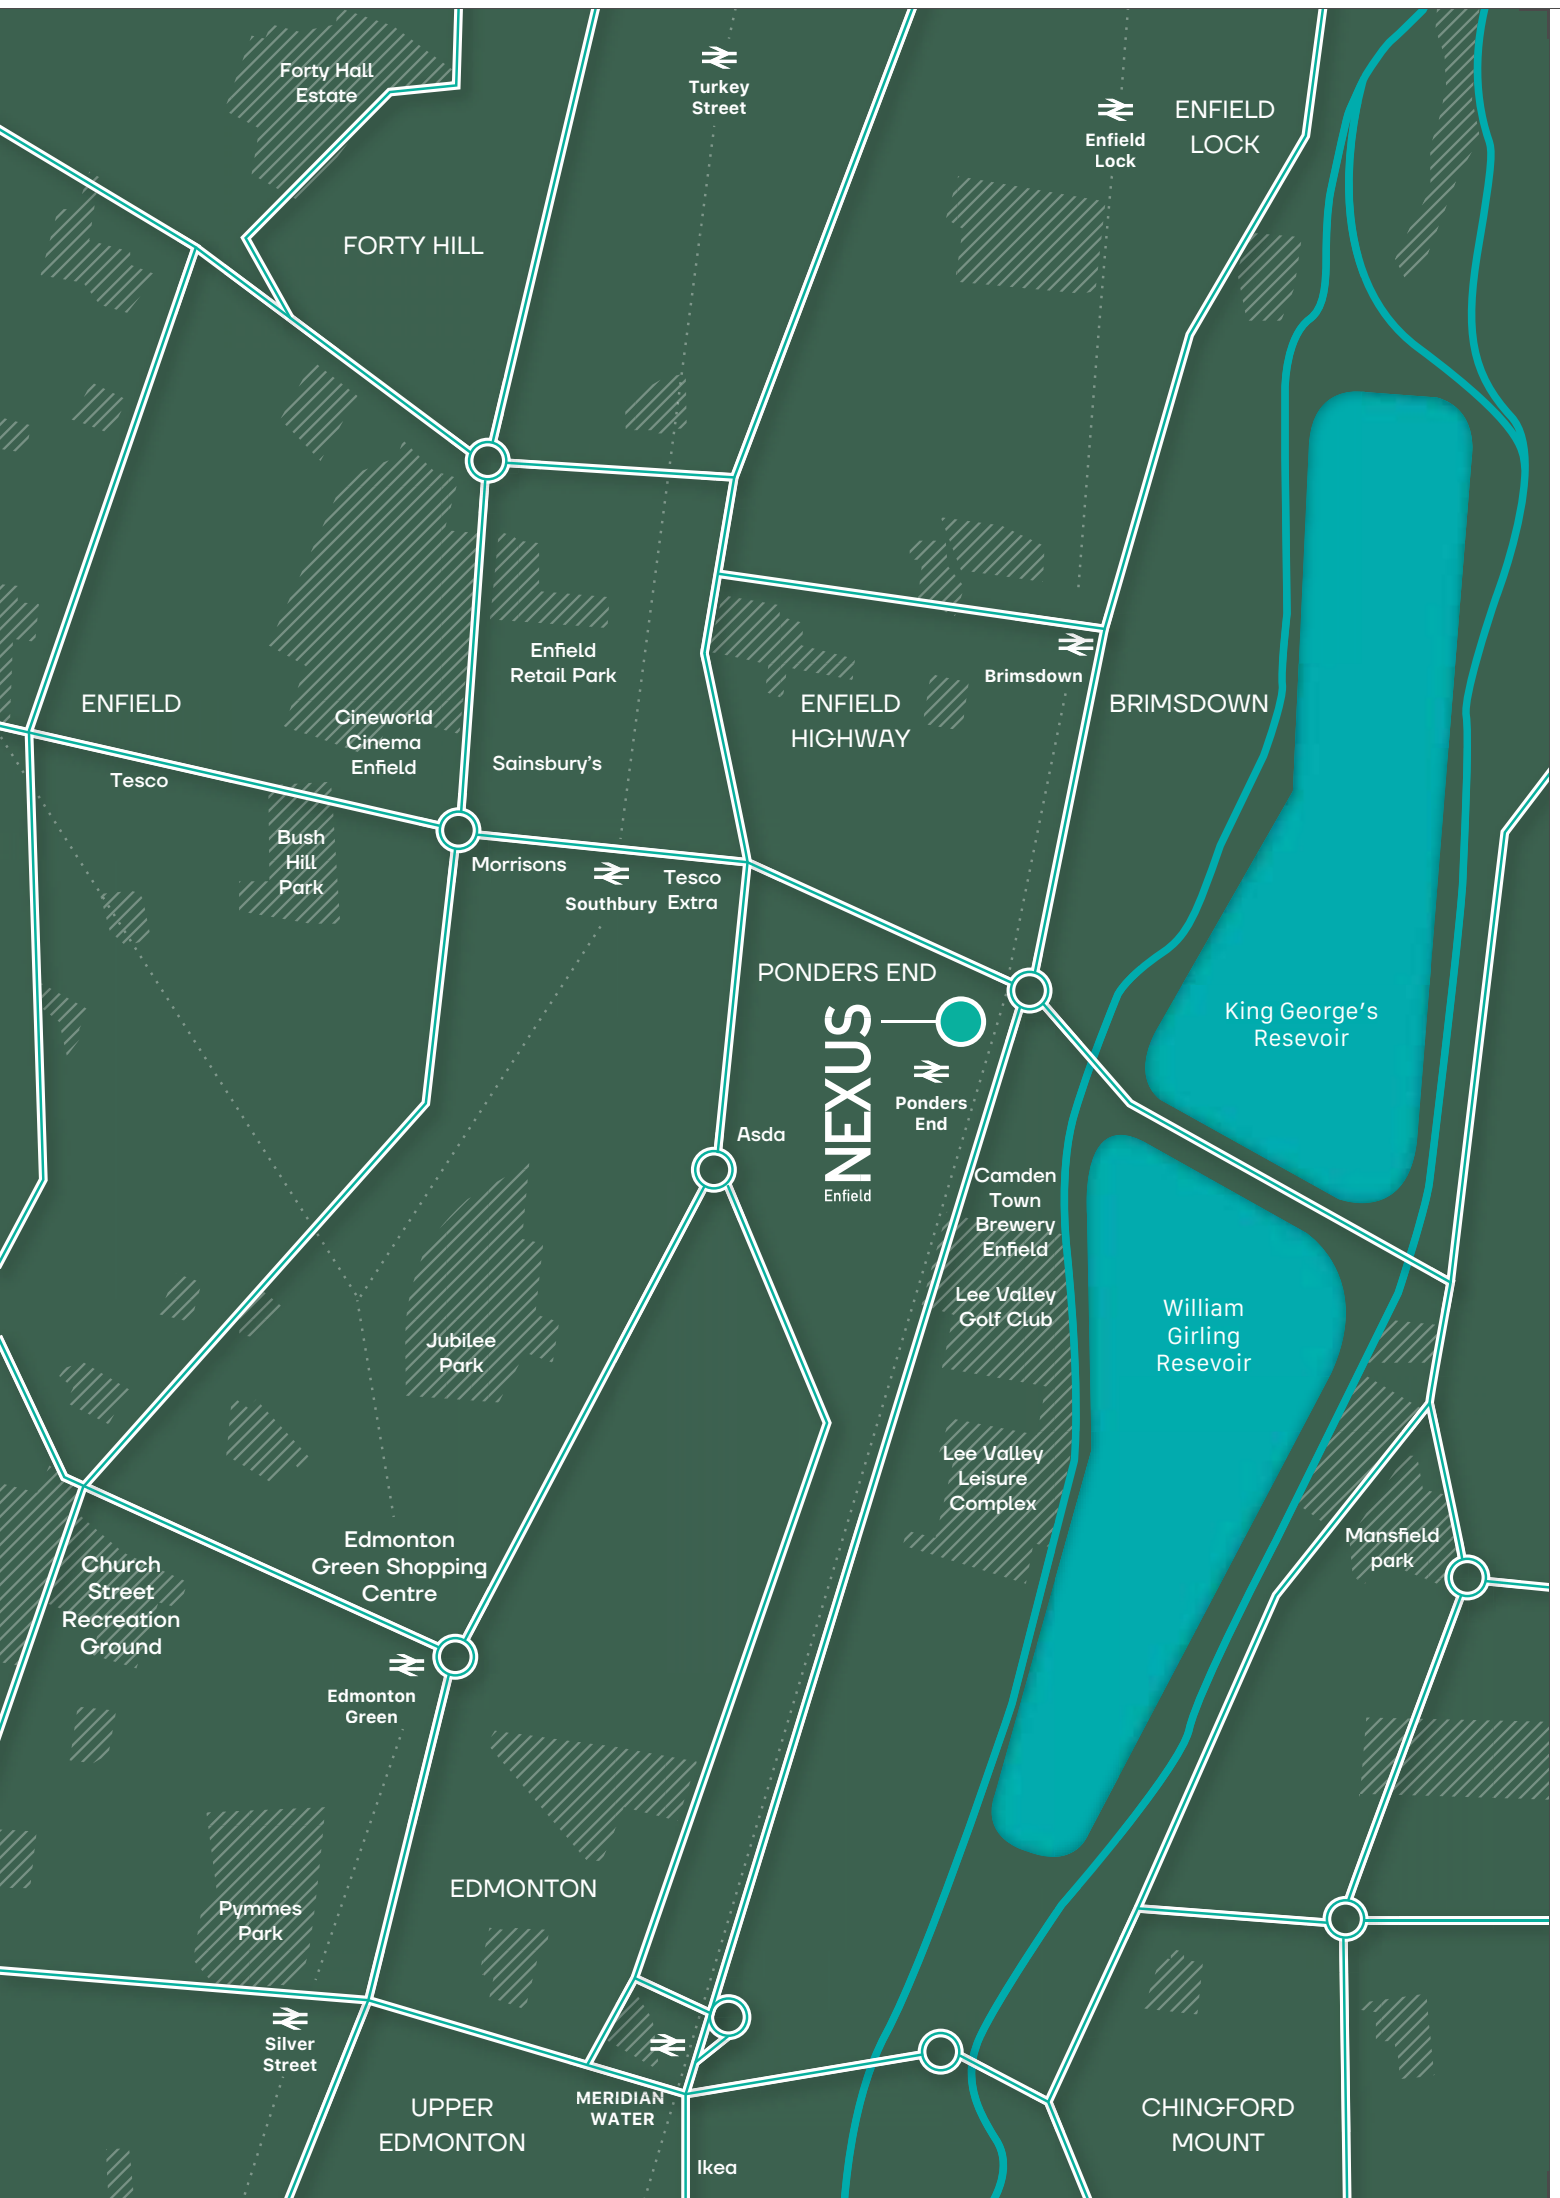 Forty Hall
Estate
Turkey
Street
Enfield
Lock
ENFIELD
LOCK
FORTY HILL
Enfield
Retail Park
Brimsdown
ENFIELD
ENFIELD
HIGHWAY
BRIMSDOWN
Cineworld
Cinema
Enfield
Sainsbury's
Tesco
Bush
Hill
Park
Morrisons
Southbury
Tesco
Extra
PONDERS END
NEXUS
Enfield
Ponders
End
King George's
Resevoir
Asda
Camden
Town
Brewery
Enfield
Lee Valley
Golf Club
William
Girling
Resevoir
Jubilee
Park
Lee Valley
Leisure
Complex
Mansfield
park
Edmonton
Green Shopping
Centre
Church
Street
Recreation
Ground
Edmonton
Green
EDMONTON
Pymmes
Park
Silver
Street
MERIDIAN
WATER
UPPER
EDMONTON
CHINGFORD
MOUNT
Ikea